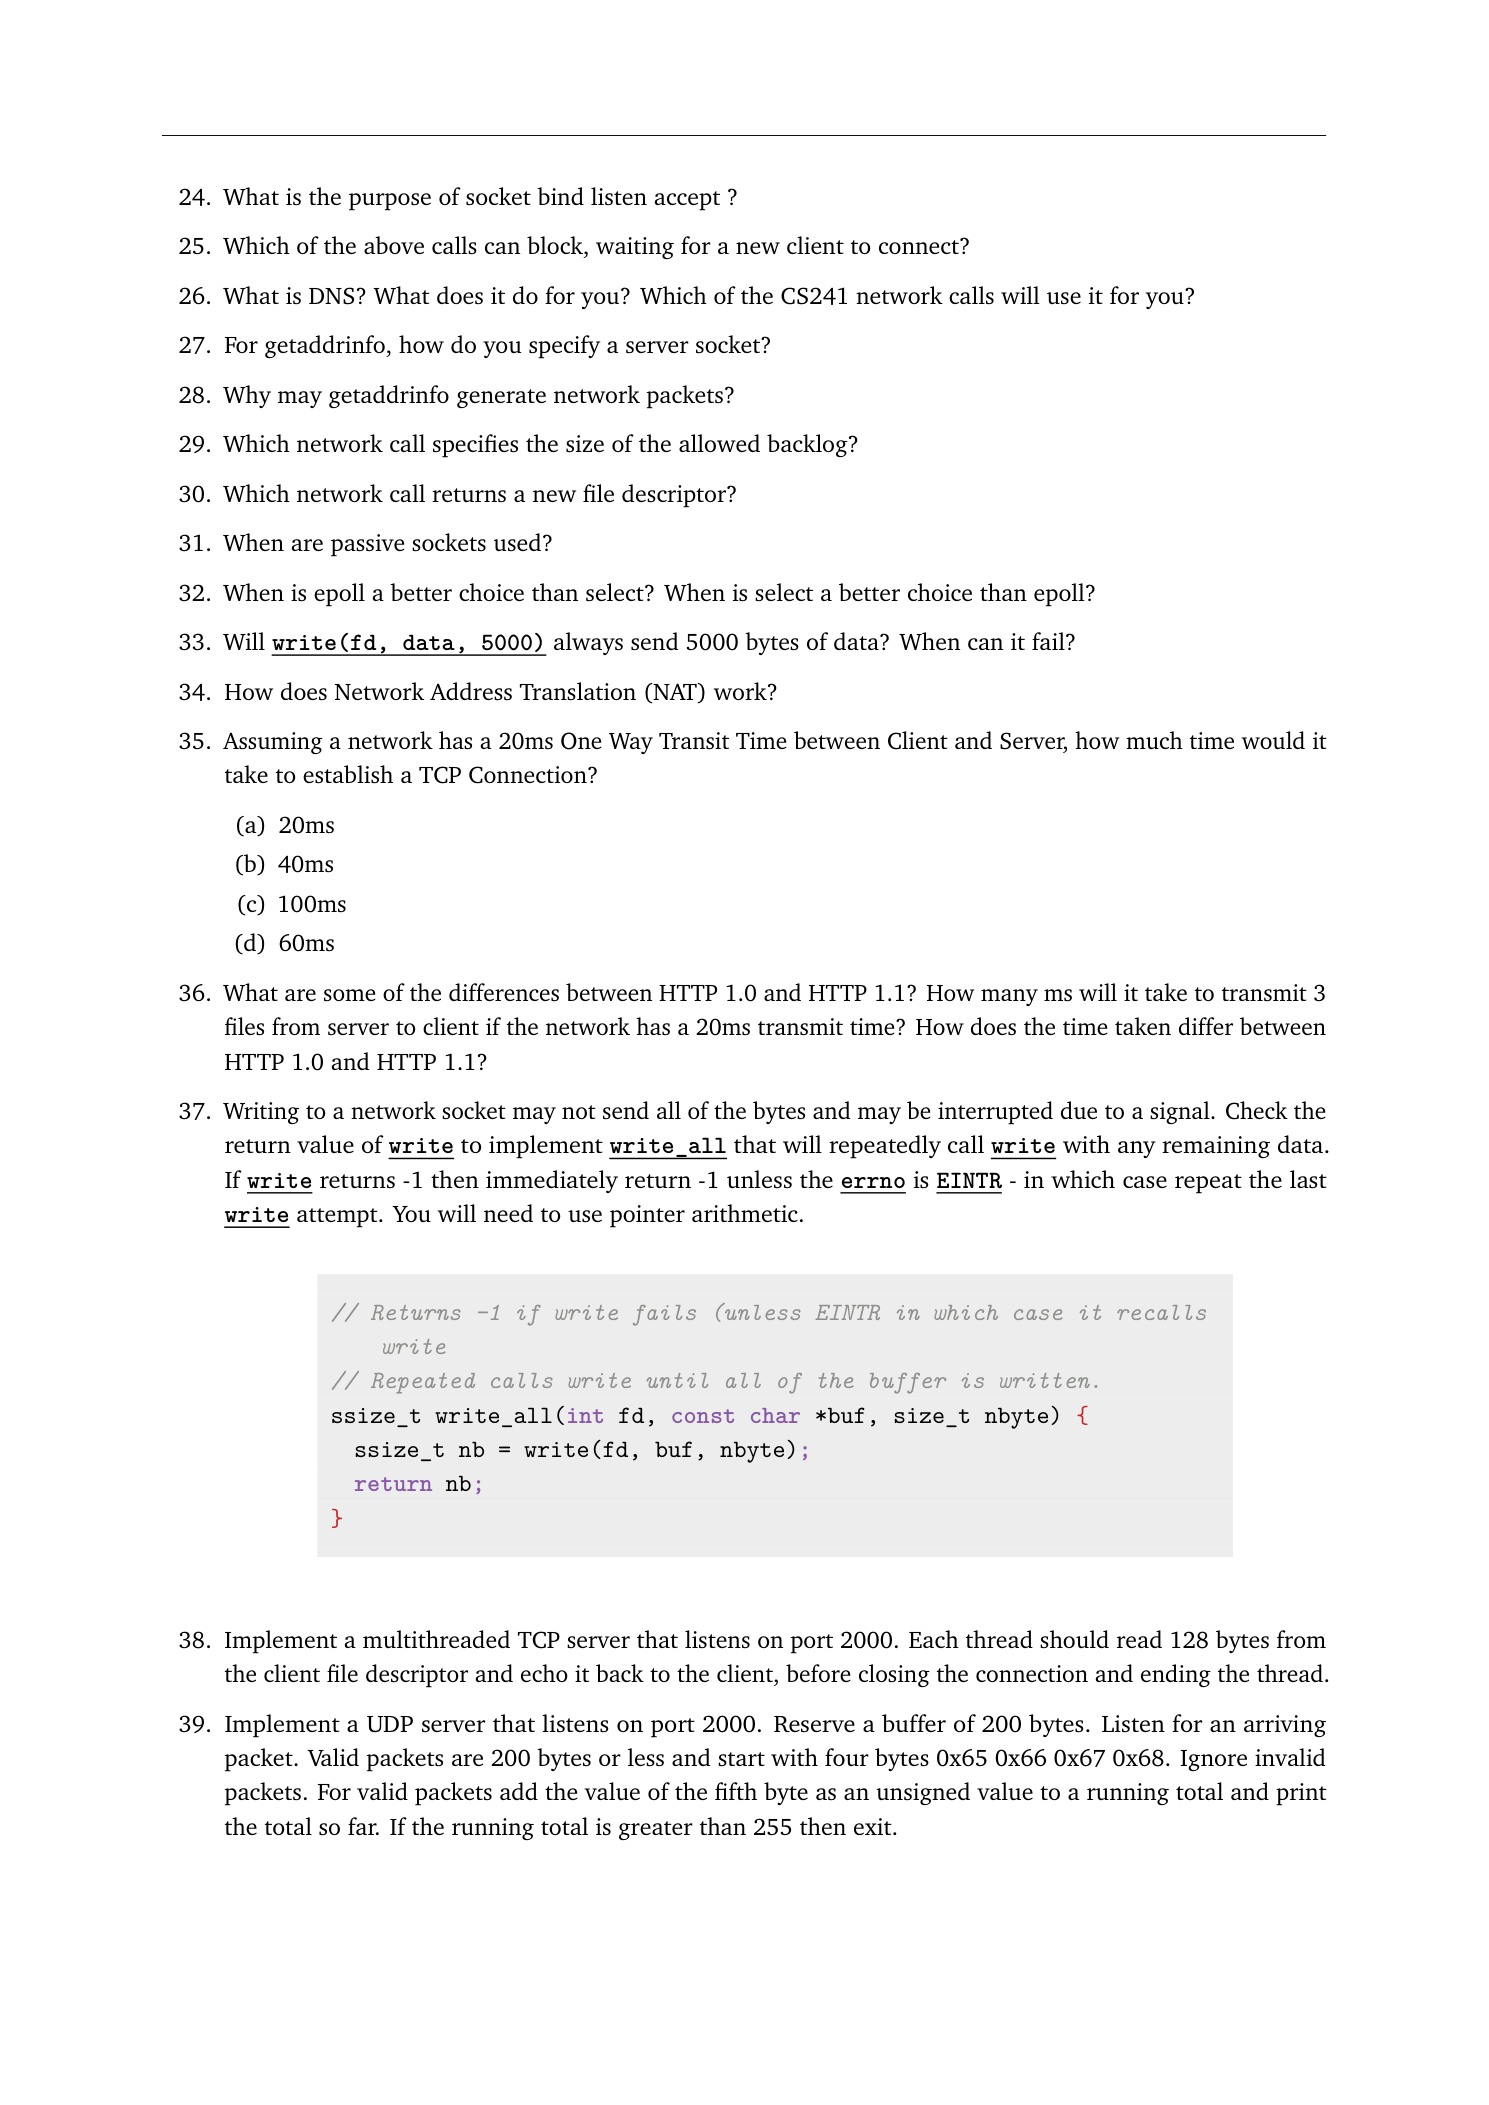 24. What is the purpose of socket bind listen accept ?
25. Which of the above calls can block, waiting for a new client to connect?
26. What is DNS? What does it do for you? Which of the CS241 network calls will use it for you?
27. For getaddrinfo, how do you specify a server socket?
28. Why may getaddrinfo generate network packets?
29. Which network call specifies the size of the allowed backlog?
30. Which network call returns a new file descriptor?
31. When are passive sockets used?
32. When is epoll a better choice than select? When is select a better choice than epoll?
33. Will write(fd, data, 5000) always send 5000 bytes of data? When can it fail?
34. How does Network Address Translation (NAT) work?
35. Assuming a network has a 20ms One Way Transit Time between Client and Server, how much time would it
take to establish a TCP Connection?
(a) 20ms
(b) 40ms
(c) 100ms
(d) 60ms
36. What are some of the differences between HTTP 1.0 and HTTP 1.1? How many ms will it take to transmit 3
files from server to client if the network has a 20ms transmit time? How does the time taken differ between
HTTP 1.0 and HTTP 1.1?
37. Writing to a network socket may not send all of the bytes and may be interrupted due to a signal. Check the
return value of write to implement write_all that will repeatedly call write with any remaining data.
If write returns -1 then immediately return -1 unless the errno is EINTR - in which case repeat the last
write attempt. You will need to use pointer arithmetic.
// Returns -1 if write fails (unless EINTR in which case it recalls
write
// Repeated calls write until all of the buffer is written.
ssize_t write_all(int fd, const char *buf, size_t nbyte) {
ssize_t nb = write(fd, buf, nbyte);
return nb;
}
38. Implement a multithreaded TCP server that listens on port 2000. Each thread should read 128 bytes from
the client file descriptor and echo it back to the client, before closing the connection and ending the thread.
39. Implement a UDP server that listens on port 2000. Reserve a buffer of 200 bytes. Listen for an arriving
packet. Valid packets are 200 bytes or less and start with four bytes 0x65 0x66 0x67 0x68. Ignore invalid
packets. For valid packets add the value of the fifth byte as an unsigned value to a running total and print
the total so far. If the running total is greater than 255 then exit.